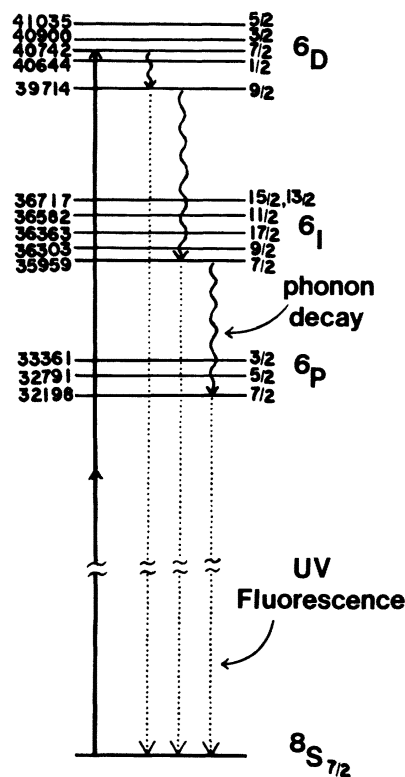 41035 5/2
40900 3/2 6D
40742 7/2
40644 1/2
39714 9/2
36717 15/2,13/2
36582 11/2 6I
36363 17/2
36303 9/2
35959 7/2
phonon
decay
33361 3/2 6P
32791 5/2
32198 7/2
UV
Fluorescence
8S7/2